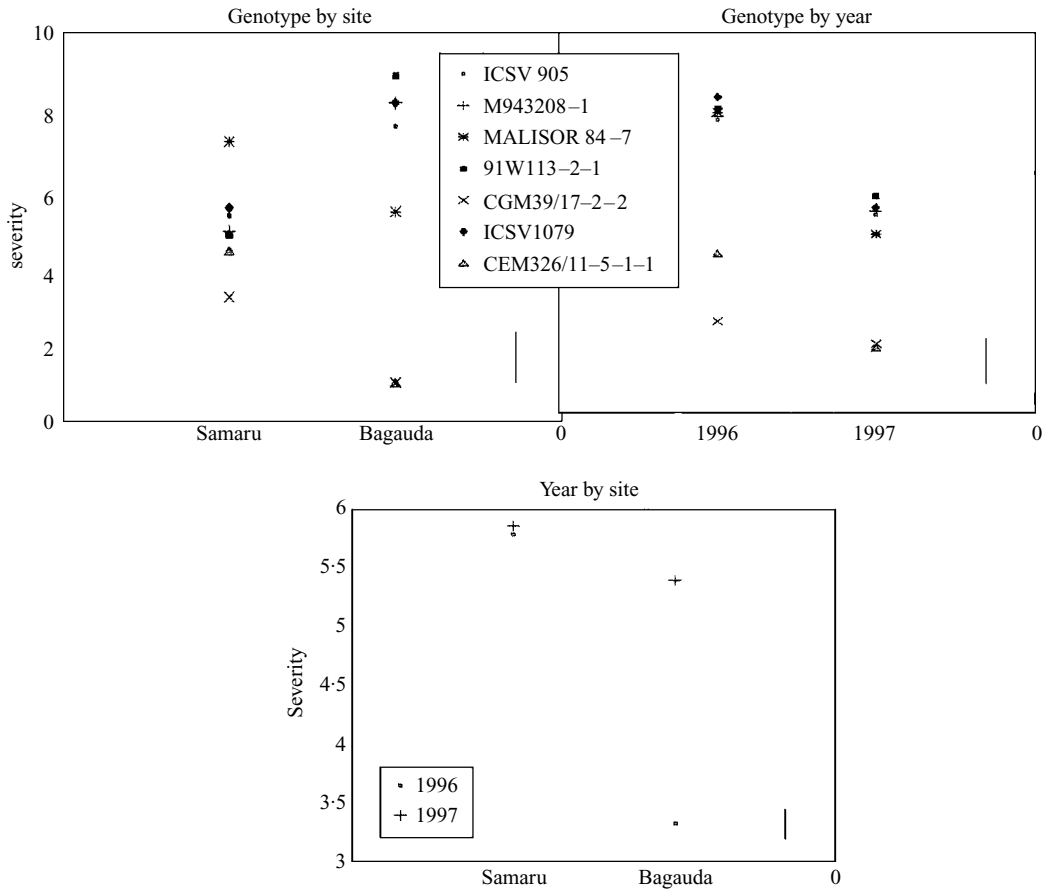 Genotype by site
Genotype by year
10
8
6
4
2
0
severity
ICSV 905
M943208–1
MALISOR 84–7
91W113–2–1
CGM39/17–2–2
ICSV1079
CEM326/11–5–1–1
Samaru
Bagauda
0
1996
1997
0
Year by site
6
5·5
5
4·5
4
3·5
3
Severity
1996
1997
Samaru
Bagauda
0